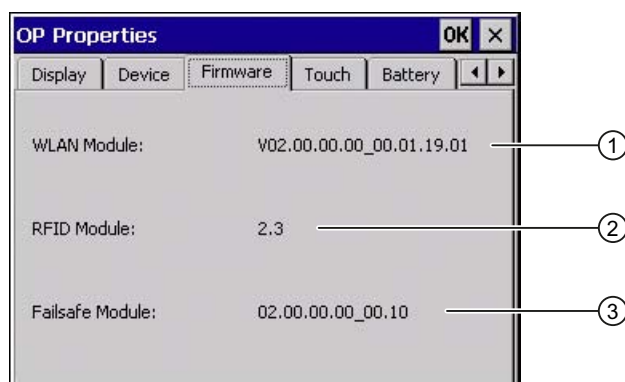 OP Properties OK ×
Display Device Firmware Touch Battery
WLAN Module: V02.00.00.00_00.01.19.01 1
RFID Module: 2.3 2
Failsafe Module: 02.00.00.00_00.10 3